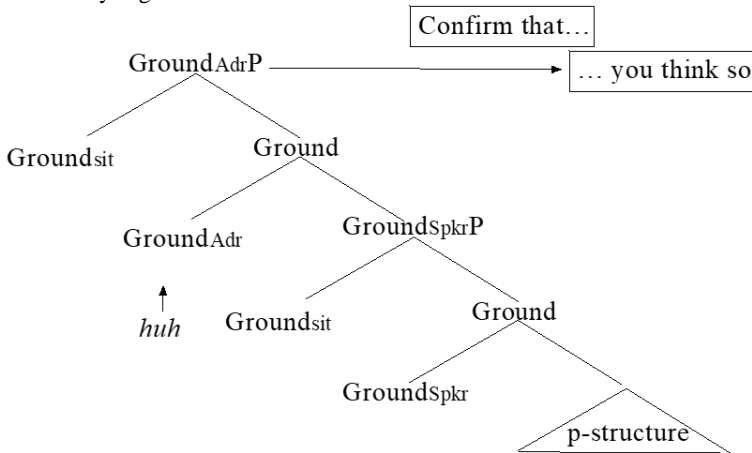 Confirm that…
GroundAdrP
… you think so
Groundsit
Ground
GroundAdr
GroundSpkrP
huh
Groundsit
Ground
GroundSpkr
p-structure